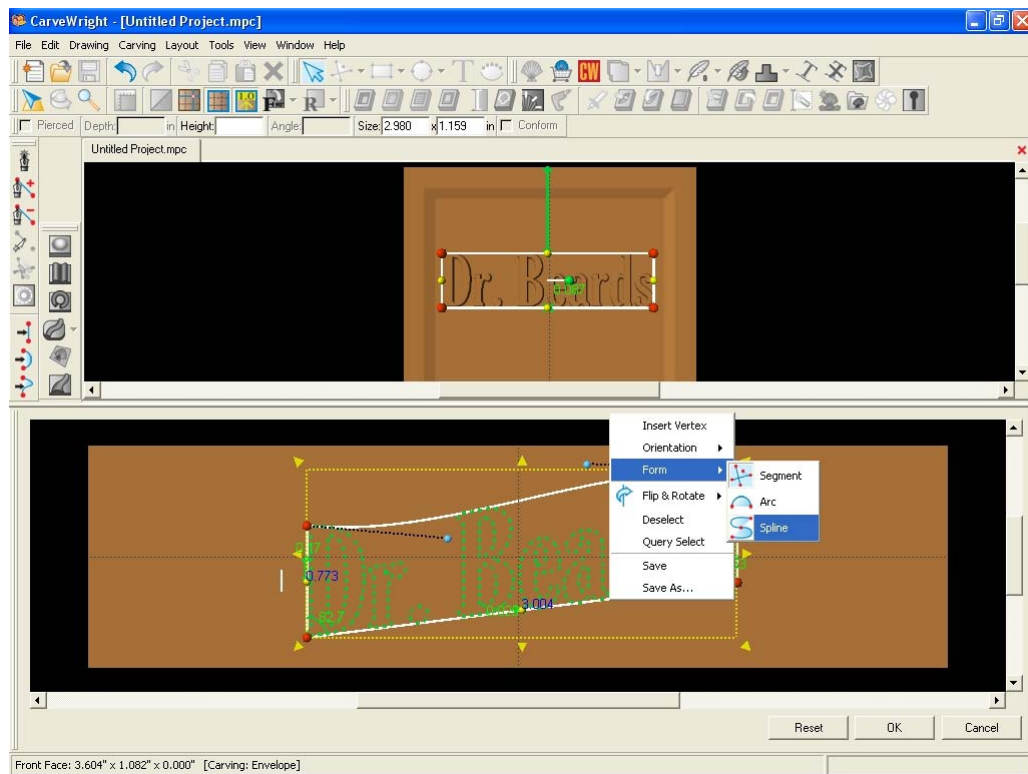 CarveWright - [Untitled Project.mpc]
File Edit Drawing Carving Layout Tools View Window Help
CW
Pierced Depth: in Height: Angle: Size: 2.980 x 1.159 in Conform
Untitled Project.mpc
Dr. Beards
Insert Vertex
Orientation
Form
Segment
Flip & Rotate
Arc
Deselect
Spline
Query Select
Save
Save As...
0.773
3.004
82.7
Reset OK Cancel
Front Face: 3.604" x 1.082" x 0.000" [Carving: Envelope]